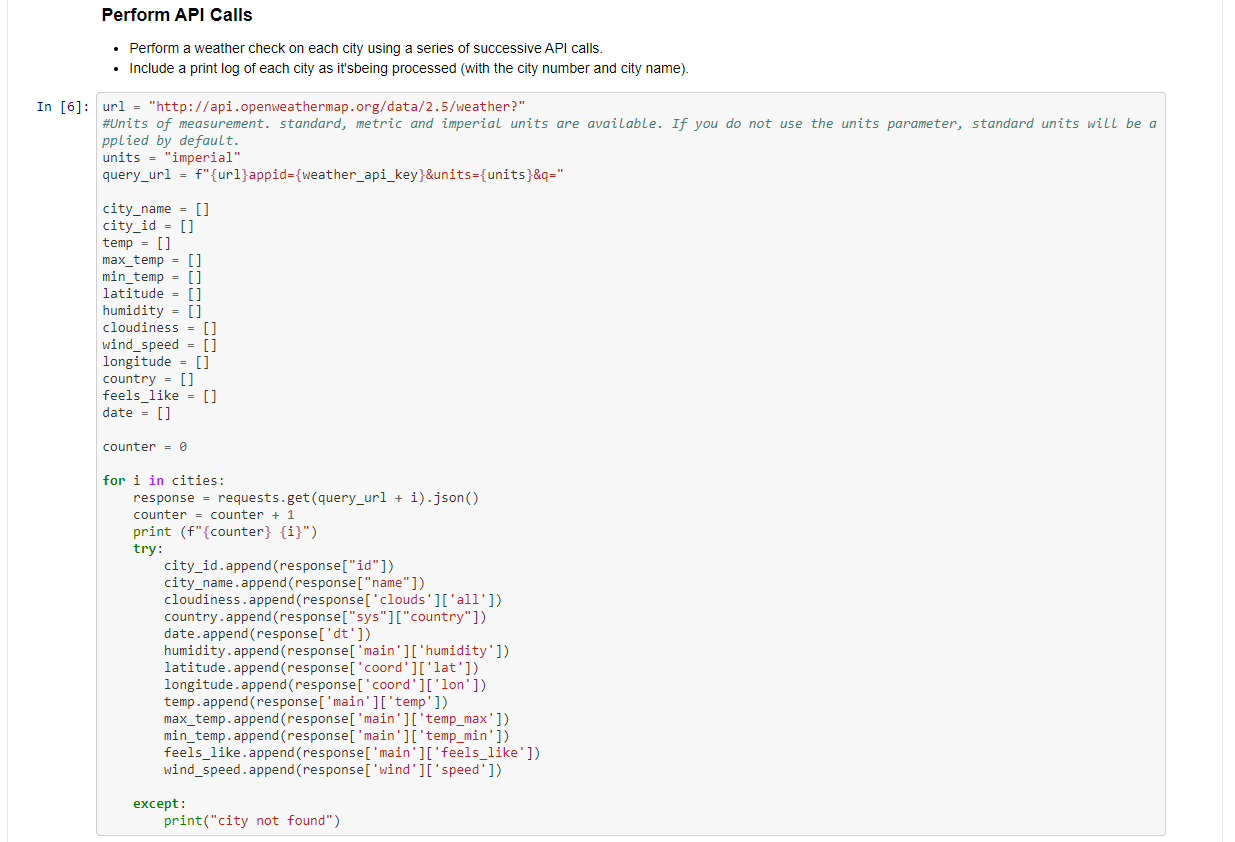 Perform API Calls
• Perform a weather check on each city using a series of successive API calls.
• Include a print log of each city as it'sbeing processed (with the city number and city name).
In [6]: url = "http://api.openweathermap.org/data/2.5/weather?"
#Units of measurement. standard, metric and imperial units are available. If you do not use the units parameter, standard units will be a
pplied by default.
units = "imperial"
query_url = f"{url}appid={weather_api_key}&units={units}&q="

city_name = []
city_id = []
temp = []
max_temp = []
min_temp = []
latitude = []
humidity = []
cloudiness = []
wind_speed = []
longitude = []
country = []
feels_like = []
date = []

counter = 0

for i in cities:
    response = requests.get(query_url + i).json()
    counter = counter + 1
    print (f"{counter} {i}")
    try:
        city_id.append(response["id"])
        city_name.append(response["name"])
        cloudiness.append(response['clouds']['all'])
        country.append(response["sys"]["country"])
        date.append(response['dt'])
        humidity.append(response['main']['humidity'])
        latitude.append(response['coord']['lat'])
        longitude.append(response['coord']['lon'])
        temp.append(response['main']['temp'])
        max_temp.append(response['main']['temp_max'])
        min_temp.append(response['main']['temp_min'])
        feels_like.append(response['main']['feels_like'])
        wind_speed.append(response['wind']['speed'])

    except:
        print("city not found")